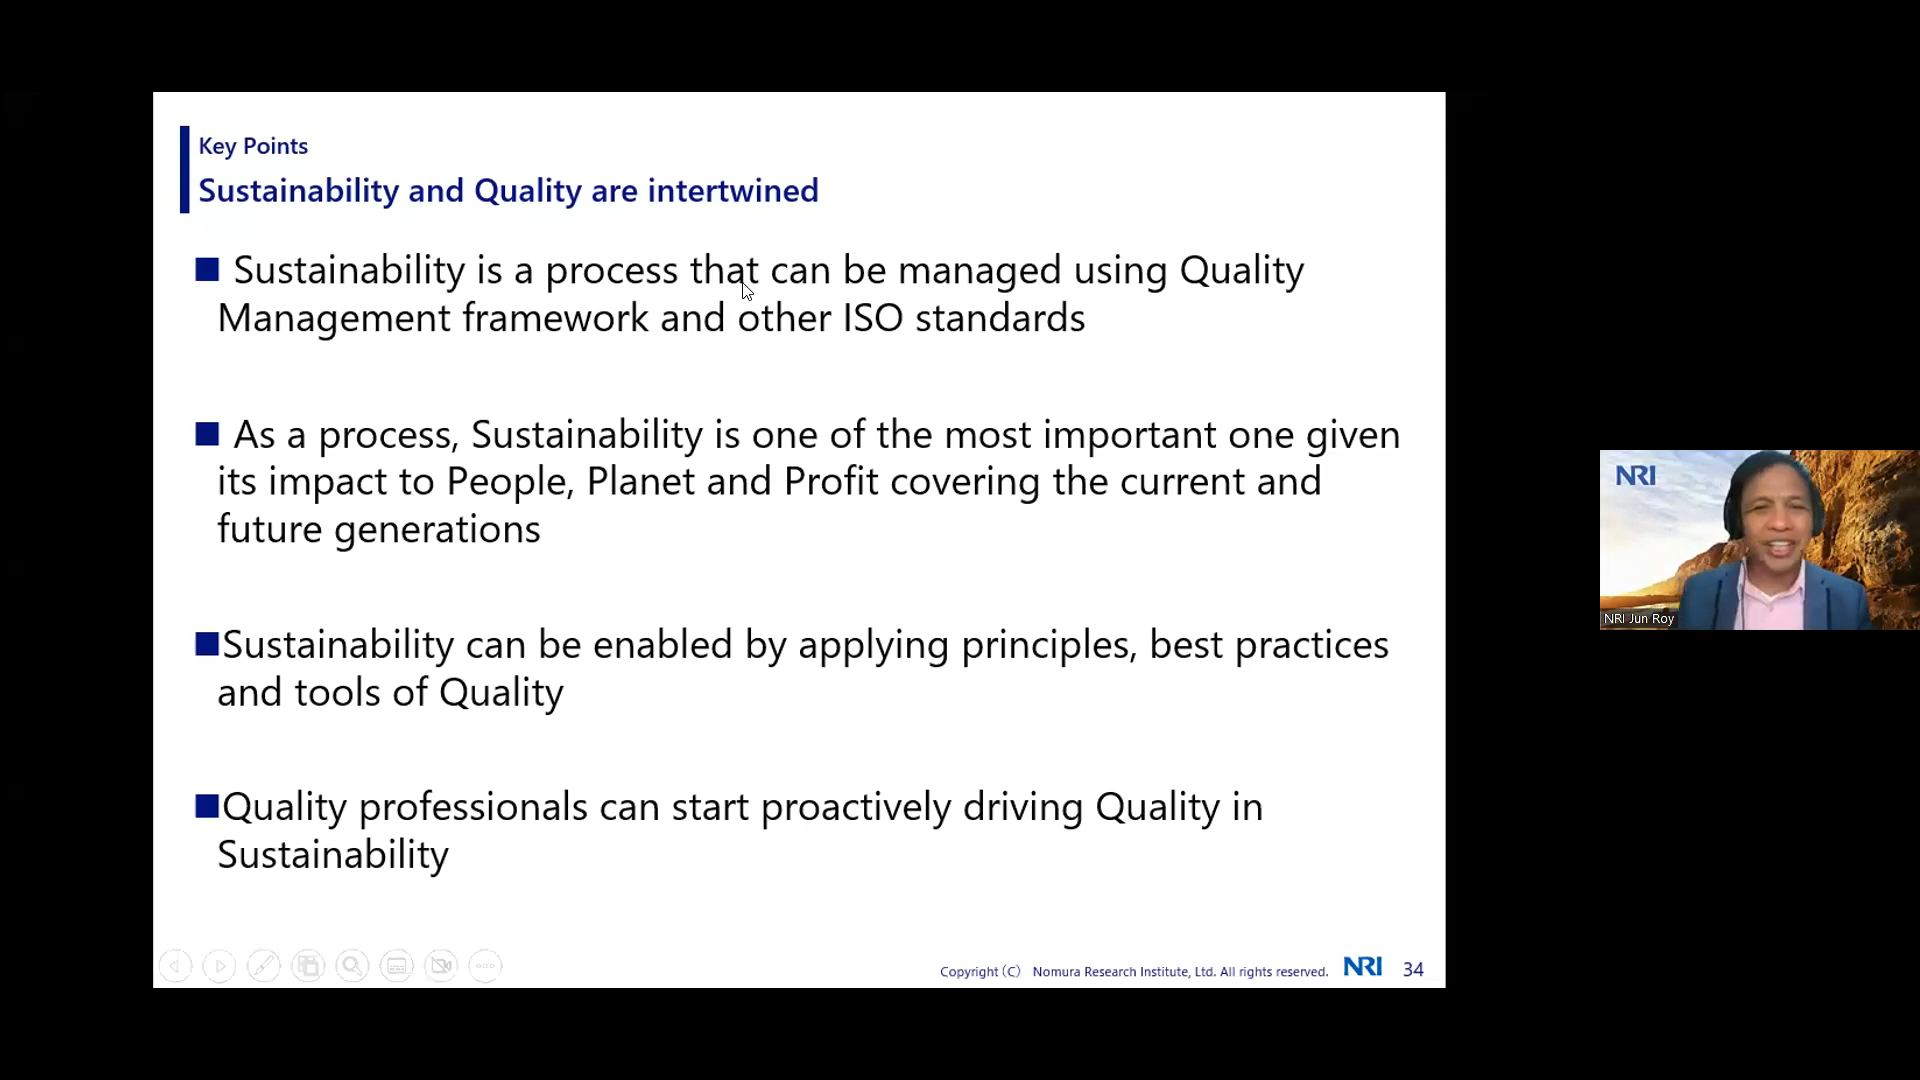 Key Points
Sustainability and Quality are intertwined
■ Sustainability is a process that can be managed using Quality
Management framework and other ISO standards
■ As a process, Sustainability is one of the most important one given
its impact to People, Planet and Profit covering the current and
future generations
■Sustainability can be enabled by applying principles, best practices
and tools of Quality
■Quality professionals can start proactively driving Quality in
Sustainability
Copyright (C) Nomura Research Institute, Ltd. All rights reserved. NRI 34
NRI
NRI Jun Roy